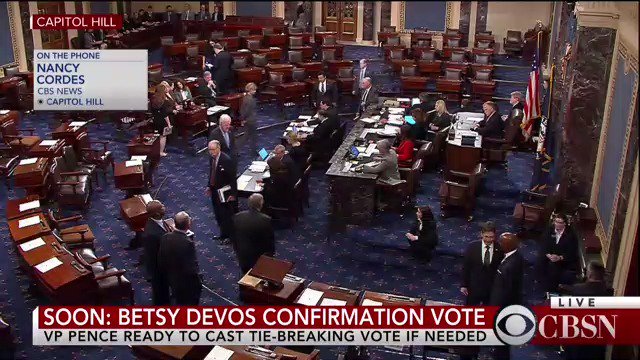 CAPITOL HILL
ON THE PHONE
NANCY
CORDES
CBS NEWS
CAPITOL HILL
SOON: BETSY DEVOS CONFIRMATION VOTE
VP PENCE READY TO CAST TIE-BREAKING VOTE IF NEEDED
LIVE
CBSN